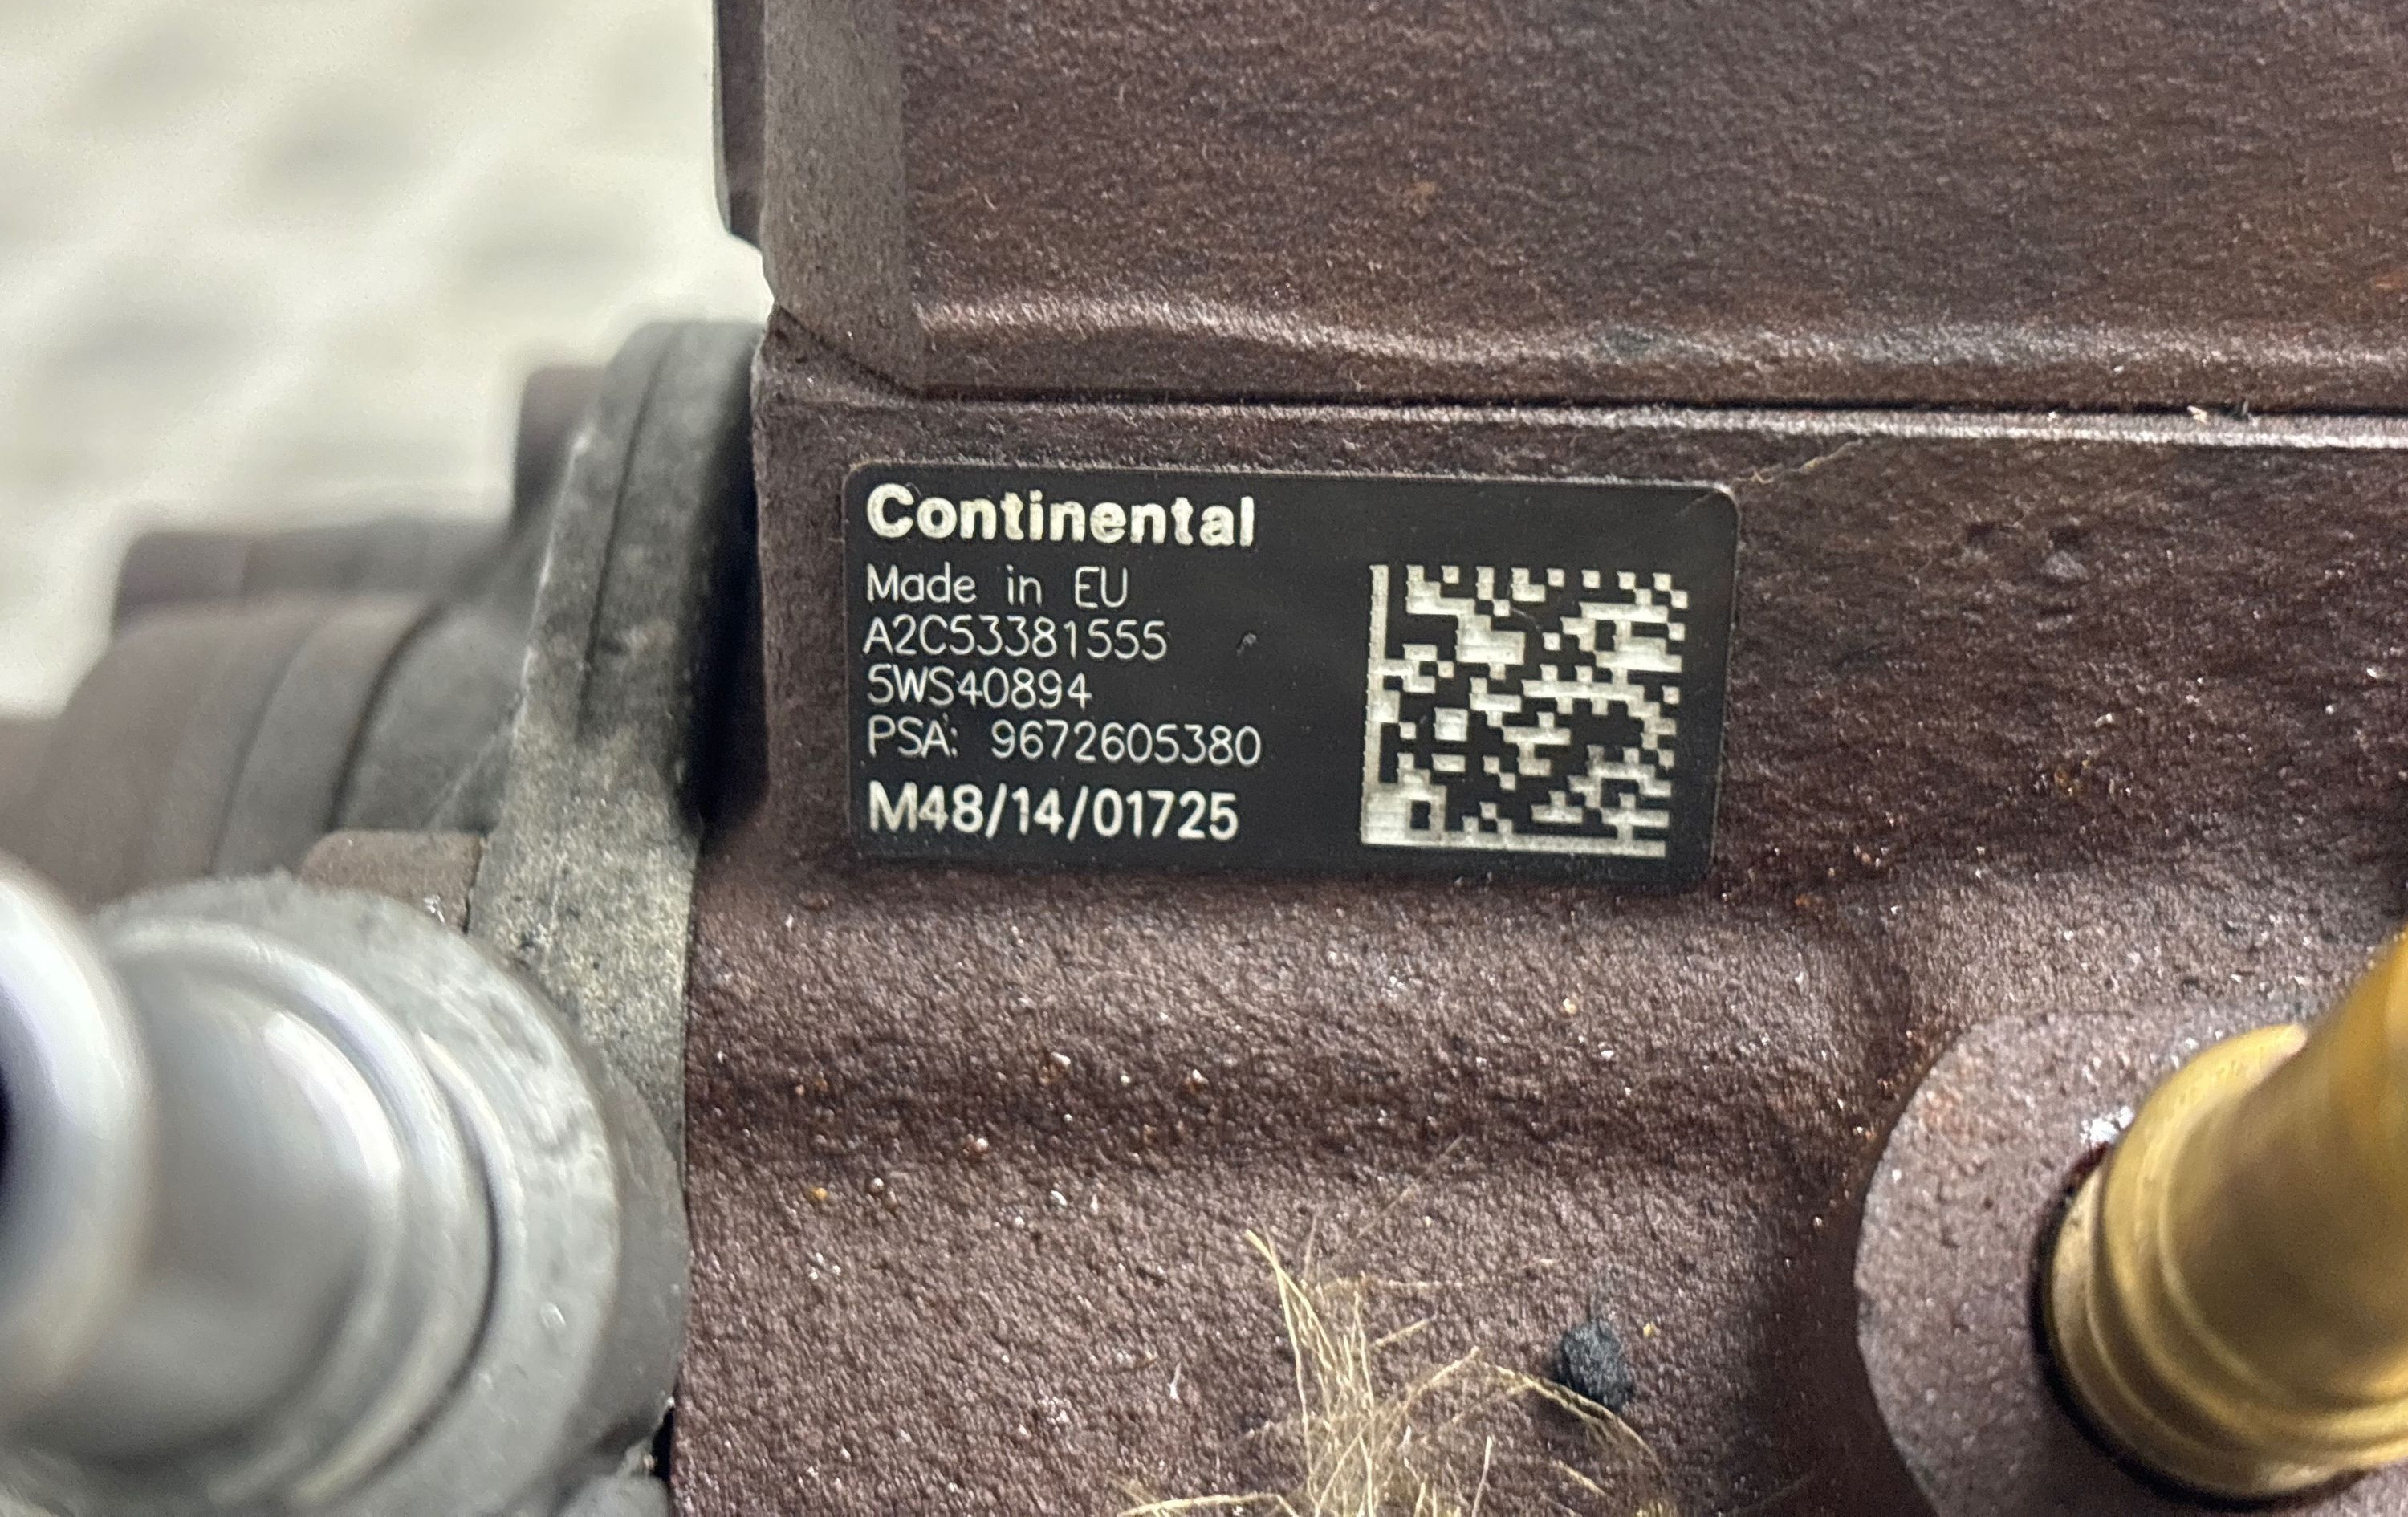 Continental
Made in EU
A2C53381555
5WS40894
PSA: 9672605380
M48/14/01725